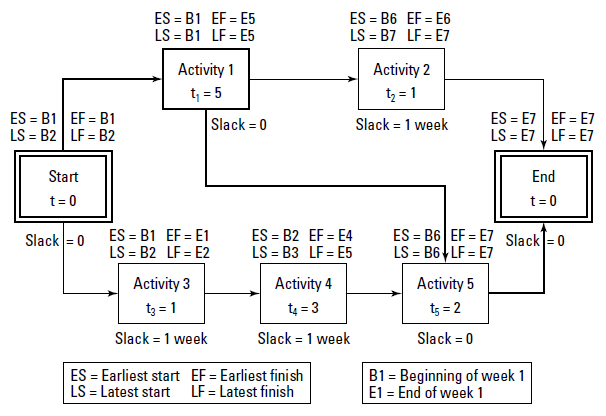 ES = B1 EF = E5
LS = B1 LF = E5
ES = B6 EF = E6
LS = B7 LF = E7
Activity 1
t1 = 5
Slack = 0
Activity 2
t2 = 1
Slack = 1 week
ES = B1 EF = B1
LS = B2 LF = B2
Start
t = 0
Slack = 0
ES = E7 EF = E7
LS = E7 LF = E7
End
t = 0
Slack = 0
ES = B1 EF = E1
LS = B2 LF = E2
Activity 3
t3 = 1
Slack = 1 week
ES = B2 EF = E4
LS = B3 LF = E5
Activity 4
t4 = 3
Slack = 1 week
ES = B6 EF = E7
LS = B6 LF = E7
Activity 5
t5 = 2
Slack = 0
ES = Earliest start EF = Earliest finish
LS = Latest start LF = Latest finish
B1 = Beginning of week 1
E1 = End of week 1